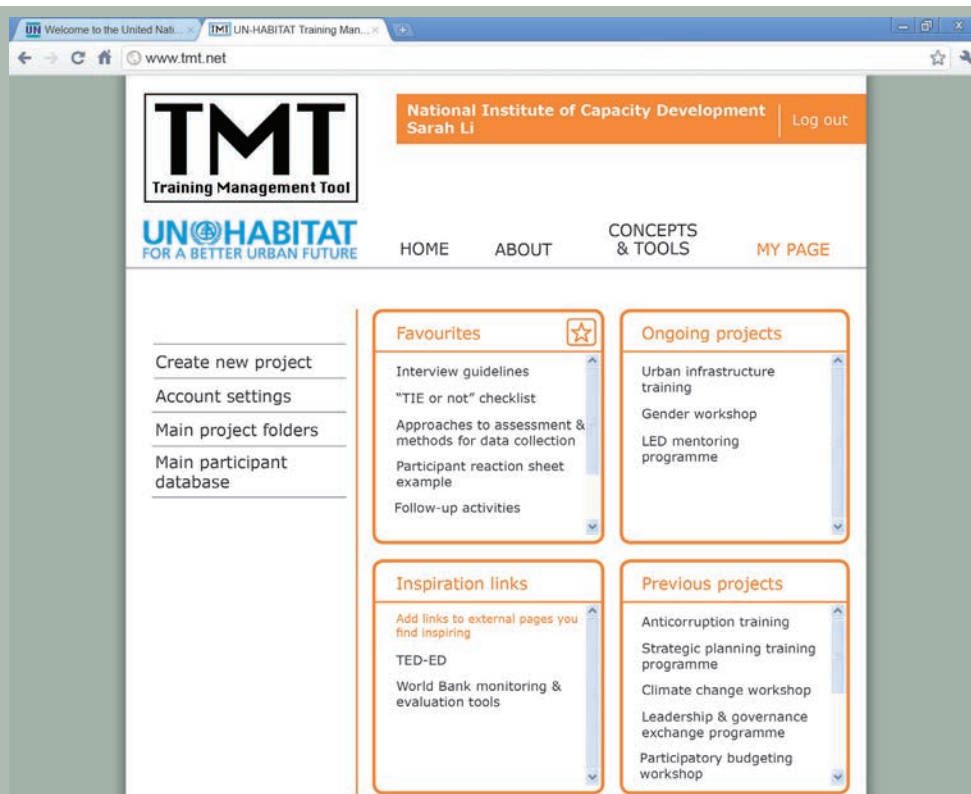 UN Welcome to the United Nati...
TMT UN-HABITAT Training Man...
www.tmt.net
TMT
Training Management Tool
National Institute of Capacity Development
Sarah Li
Log out
UN HABITAT
FOR A BETTER URBAN FUTURE
HOME
ABOUT
CONCEPTS
& TOOLS
MY PAGE
Create new project
Account settings
Main project folders
Main participant
database
Favourites
Interview guidelines
"TIE or not" checklist
Approaches to assessment &
methods for data collection
Participant reaction sheet
example
Follow-up activities
Ongoing projects
Urban infrastructure
training
Gender workshop
LED mentoring
programme
Inspiration links
Add links to external pages you
find inspiring
TED-ED
World Bank monitoring &
evaluation tools
Previous projects
Anticorruption training
Strategic planning training
programme
Climate change workshop
Leadership & governance
exchange programme
Participatory budgeting
workshop